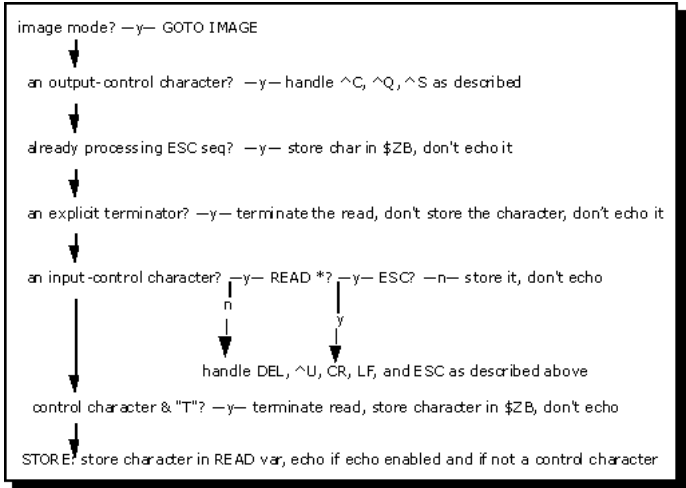 image mode? —y— GOTO IMAGE
an output-control character? —y— handle ^C, ^Q, ^S as described
already processing ESC seq? —y— store char in $ZB, don't echo it
an explicit terminator? —y— terminate the read, don't store the character, don't echo it
an input-control character? —y— READ *? —y— ESC? —n— store it, don't echo
n
y
handle DEL, ^U, CR, LF, and ESC as described above
control character & "T"? —y— terminate read, store character in $ZB, don't echo
STORE: store character in READ var, echo if echo enabled and if not a control character